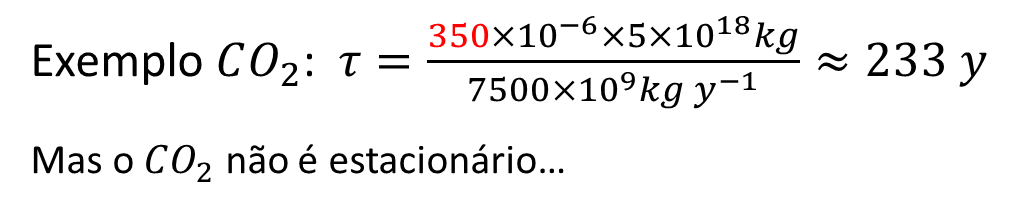 Exemplo CO₂: τ = 350×10⁻⁶×5×10¹⁸kg / 7500×10⁹kg y⁻¹ ≈ 233 y
Mas o CO₂ não é estacionário...